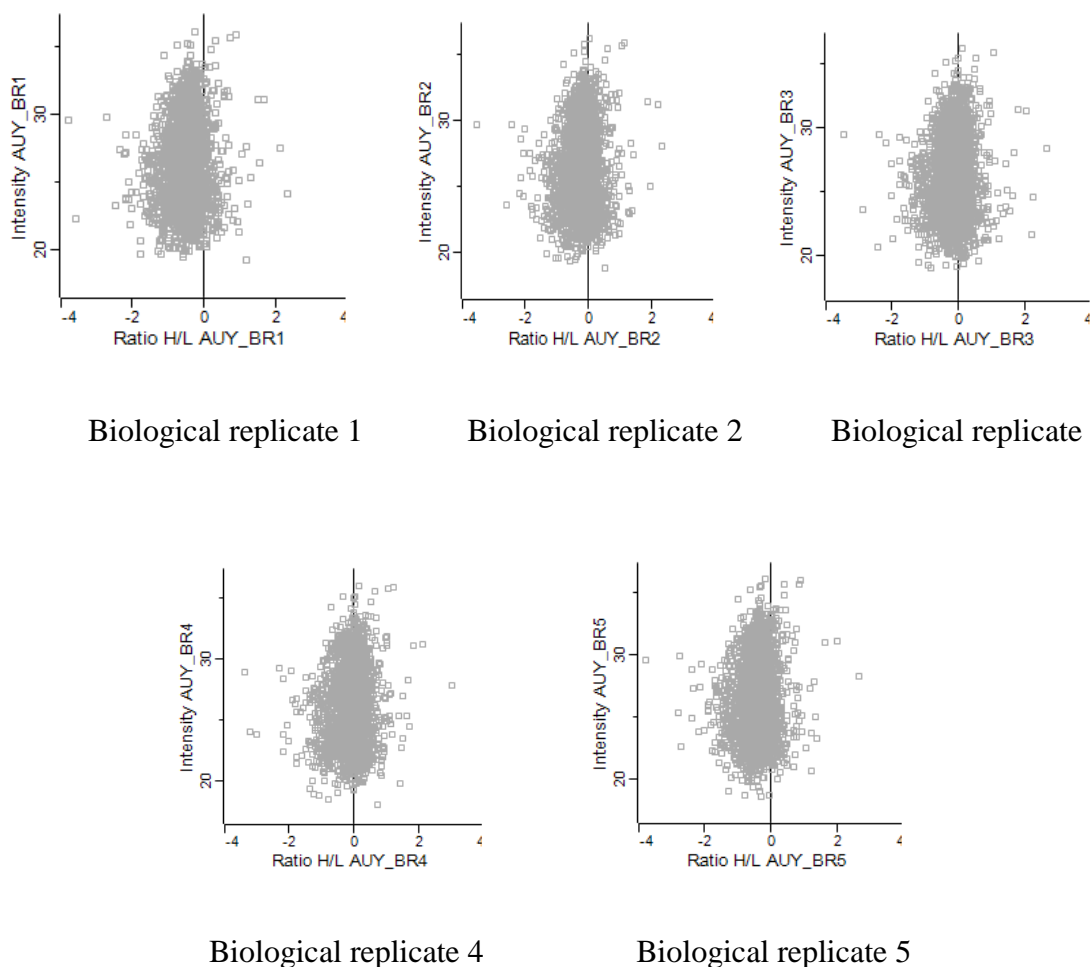 Intensity AUY_BR1
30
20
-4 -2 0 2 4
Ratio H/L AUY_BR1
Intensity AUY_BR2
30
20
-4 -2 0 2 4
Ratio H/L AUY_BR2
Intensity AUY_BR3
30
20
-4 -2 0 2 4
Ratio H/L AUY_BR3
Biological replicate 1
Biological replicate 2
Biological replicate
Intensity AUY_BR4
30
20
-4 -2 0 2 4
Ratio H/L AUY_BR4
Intensity AUY_BR5
30
20
-4 -2 0 2 4
Ratio H/L AUY_BR5
Biological replicate 4
Biological replicate 5